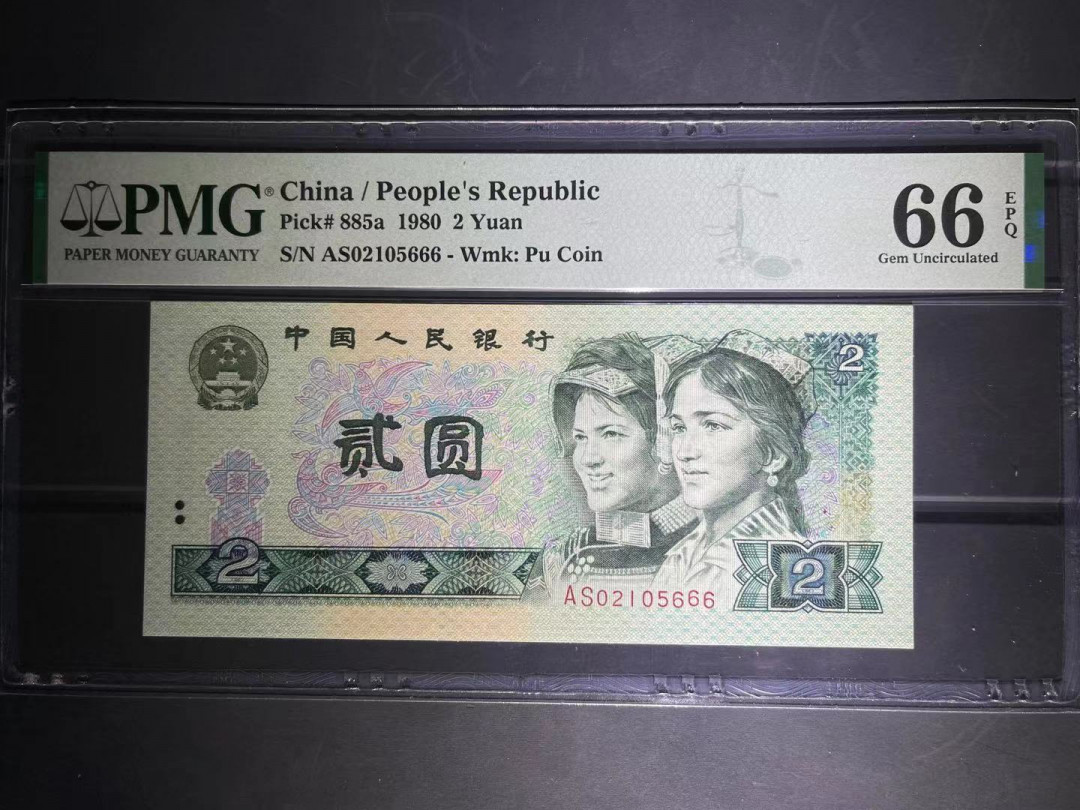 PMG® China / People's Republic
Pick# 885a 1980 2 Yuan
PAPER MONEY GUARANTY
S/N AS02105666 - Wmk: Pu Coin
66 EPQ
Gem Uncirculated
中国人民银行
2
贰圆
2
2
AS02105666